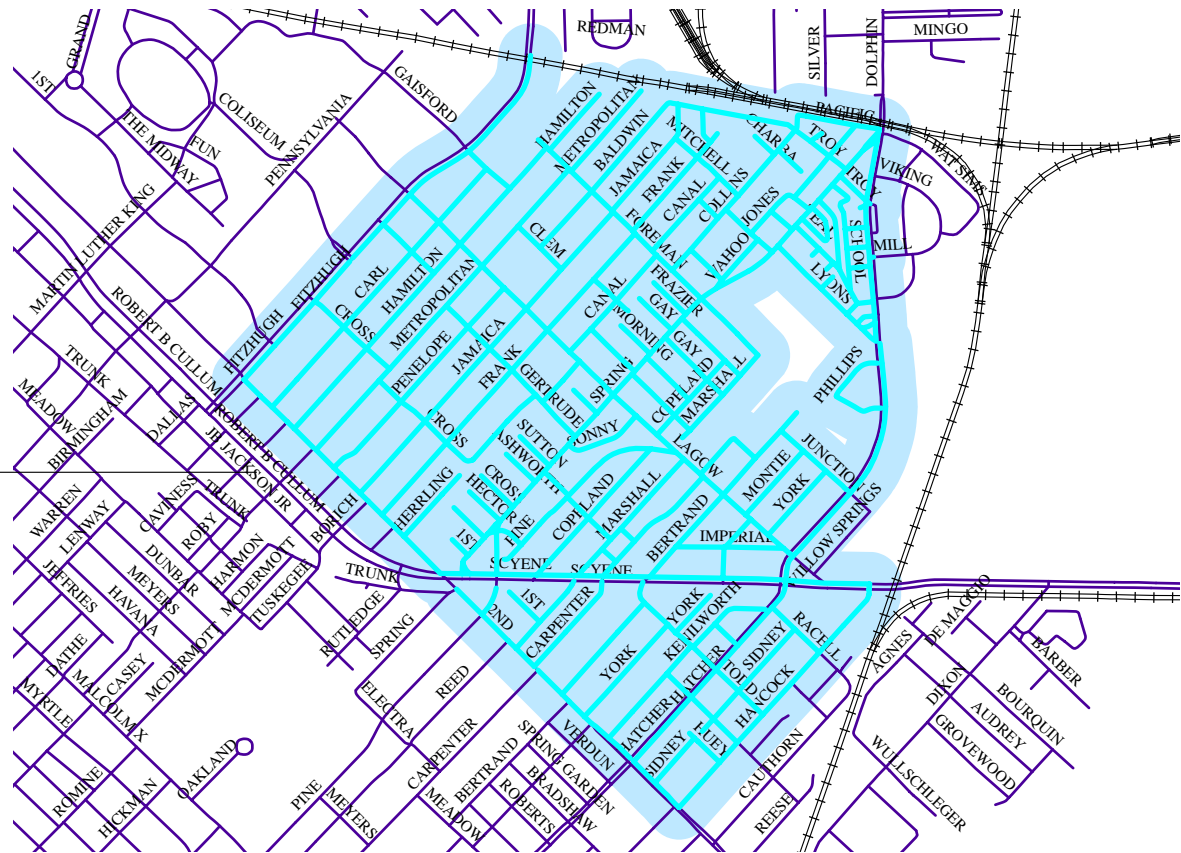 GRAND
REDMAN
SILVER
DOLPHIN
MINGO
1ST
GAISFORD
COLISEUM
THE MIDWAY
FUN
PENNSYLVANIA
HAMILTON
METROPOLITAN
BALDWIN
PACIFIC
MITCHELL
TROY
WATSIMS
VIKING
JAMAICA
FRANK
CANAL
COLLINS
TROY
JONES
MARTIN LUTHER KING
FOREMAN
SCHOOL
MILL
CLEM
WAHOO
LYONS
CARL
HAMILTON
METROPOLITAN
FITZHUGH
FRAZIER
CANAL
GAY
MORNING
ROBERT B CULLUM
CROSS
FITZHUGH
PENELOPE
JAMAICA
FRANK
GAY
COPELAND
MARSHALL
PHILLIPS
TRUNK
MEADOW
BIRMINGHAM
DALLAS
GERTRUDE
SPRING
ROBERT B CULLUM
JB JACKSON JR
CROSS
SUTTON
ASHWORTH
SONNY
LAGOW
JUNCTION
MONTIE
YORK
WARREN
LENWAY
CAVINESS
TRUNK
ROBY
BORICH
HERRLING
CROSS
HECTOR
COPELAND
MARSHALL
BERTRAND
WILLOW SPRINGS
1ST
PINE
IMPERIAL
JEFFRIES
DUNBAR
MEYERS
HAVANA
HARMON
MCDERMOTT
TUSKEGEE
TRUNK
SCYENE
SCYENE
RUTLEDGE
SPRING
2ND
1ST
CARPENTER
YORK
KENILWORTH
SIDNEY
RACELL
AGNES
DE MAGGIO
BARBER
DATHE
CASEY
MCDERMOTT
MALCOLM X
MYRTLE
ELECTRA
REED
YORK
HATCHER
HANCOCK
DIXON
BOURQUIN
AUDREY
GROVEWOOD
OAKLAND
CARPENTER
VERDUN
HATCHER
SIDNEY
HUEY
CAUTHORN
WULLSCHLEGER
ROMINE
HICKMAN
PINE
MEYERS
MEADOW
BERTRAND
SPRING GARDEN
BRADSHAW
ROBERTS
REESE